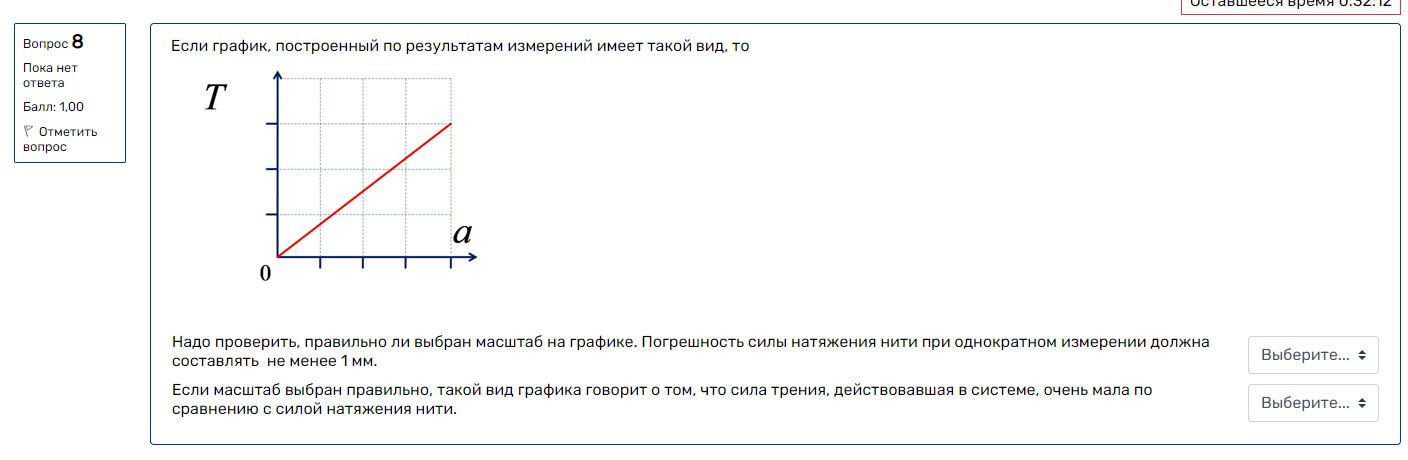 Оставшееся время 0:32:12
Вопрос 8
Пока нет
ответа
Балл: 1,00
Отметить
вопрос
Если график, построенный по результатам измерений имеет такой вид, то
T
a
0
Надо проверить, правильно ли выбран масштаб на графике. Погрешность силы натяжения нити при однократном измерении должна
составлять не менее 1 мм.
Выберите...
Если масштаб выбран правильно, такой вид графика говорит о том, что сила трения, действовавшая в системе, очень мала по
сравнению с силой натяжения нити.
Выберите...